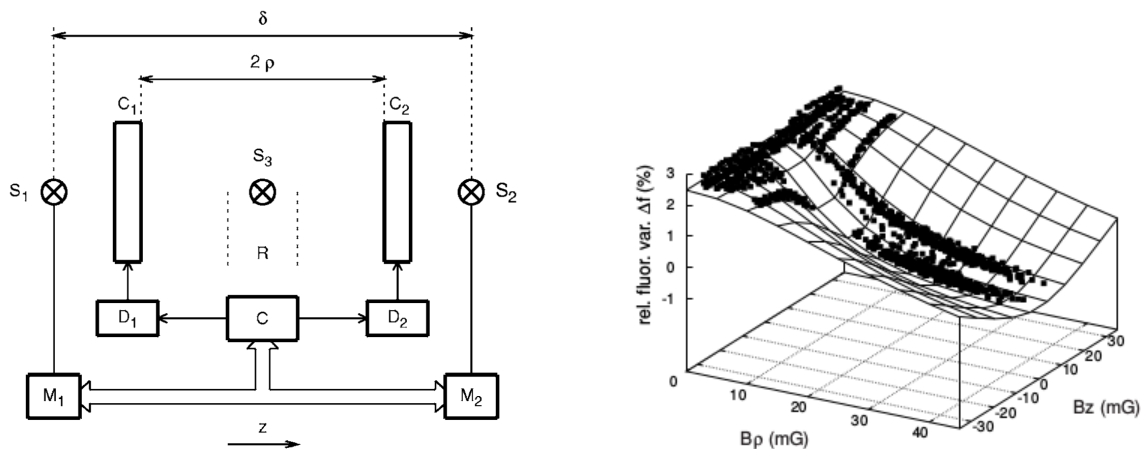 δ
2 ρ
C1
C2
S1
S3
S2
R
D1
C
D2
M1
M2
z
rel. fluor. var. Δf (%)
3
2
1
0
-1
0
10
20
30
40
Bρ (mG)
-30
-20
-10
0
10
20
30
Bz (mG)